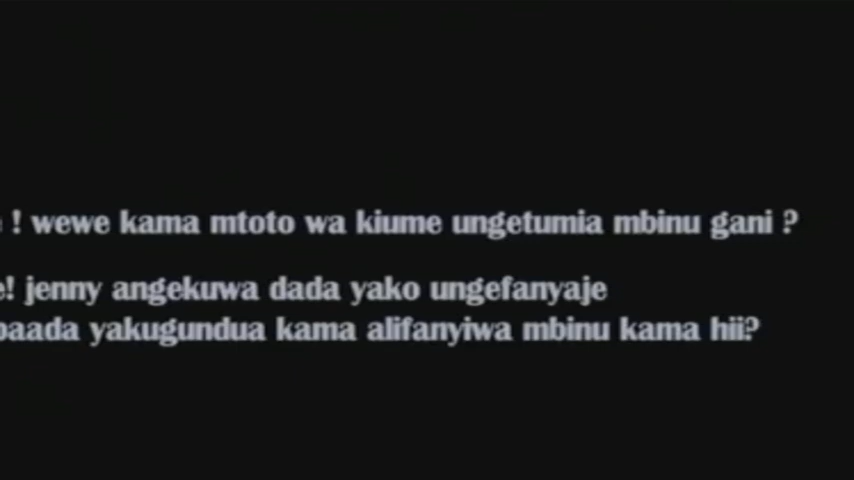 ! wewe kama mtoto wa kiume ungetumia mbinu gani ?
! jenny angekuwa dada yako ungefanyaje
baada yakugundua kama alifanyiwa mbinu kama hii?